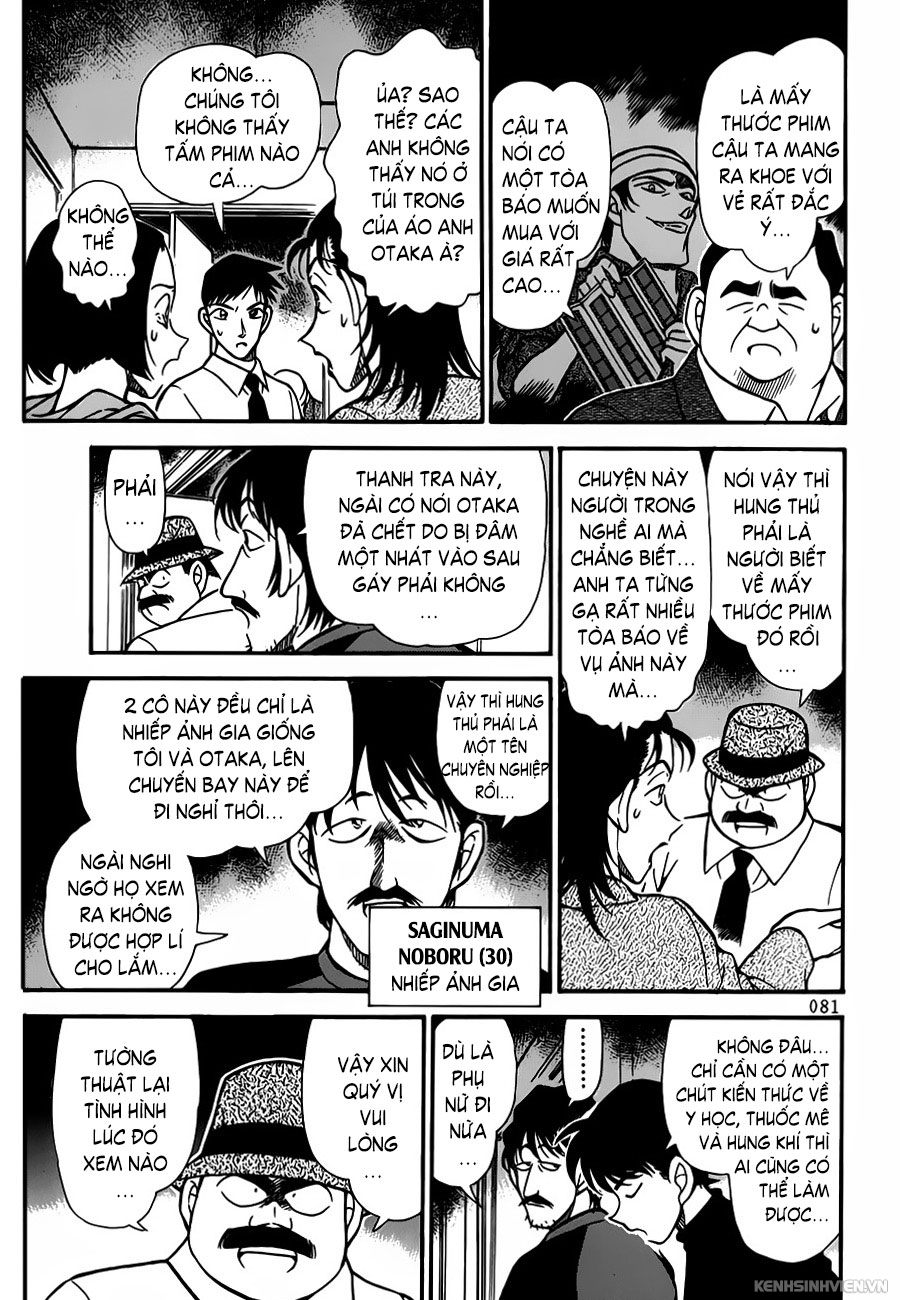 LÀ MẤY
THƯỚC PHIM
CẬU TA MANG
RA KHOE VỚI
VẺ RẤT ĐẮC
Ý...
CẬU TA
NÓI CÓ
MỘT TÒA
BÁO MUỐN
MUA VỚI
GIÁ RẤT
CAO...
ỦA? SAO
THẾ? CÁC
ANH KHÔNG
THẤY NÓ Ở
TÚI TRONG
CỦA ÁO ANH
OTAKA À?
KHÔNG...
CHÚNG TÔI
KHÔNG THẤY
TẤM PHIM NÀO
CẢ...
KHÔNG
THỂ
NÀO...
NÓI VẬY THÌ
HUNG THỦ
PHẢI LÀ
NGƯỜI BIẾT
VỀ MẤY
THƯỚC PHIM
ĐÓ RỒI
...
CHUYỆN NÀY
NGƯỜI TRONG
NGHỀ AI MÀ
CHẲNG BIẾT...
ANH TA TỪNG
GẠ RẤT NHIỀU
TÒA BÁO VỀ
VỤ ẢNH NÀY
MÀ...
THANH TRA NÀY,
NGÀI CÓ NÓI OTAKA
ĐÃ CHẾT DO BỊ ĐÂM
MỘT NHÁT VÀO SAU
GÁY PHẢI KHÔNG
...
PHẢI
...
VẬY THÌ HUNG
THỦ PHẢI LÀ
MỘT TÊN
CHUYÊN NGHIỆP
RỒI...
2 CÔ NÀY ĐỀU CHỈ LÀ
NHIẾP ẢNH GIA GIỐNG
TÔI VÀ OTAKA, LÊN
CHUYẾN BAY NÀY ĐỂ
ĐI NGHỈ THÔI...
NGÀI NGHI
NGỜ HỌ XEM
RA KHÔNG
ĐƯỢC HỢP LÍ
CHO LẮM...
SAGINUMA
NOBORU (30)
NHIẾP ẢNH GIA
081
KHÔNG ĐÂU...
CHỈ CẦN CÓ MỘT
CHÚT KIẾN THỨC VỀ
Y HỌC, THUỐC MÊ
VÀ HUNG KHÍ THÌ
AI CŨNG CÓ
THỂ LÀM
ĐƯỢC...
........
DÙ LÀ
PHỤ
NỮ ĐI
NỮA
...
VẬY XIN
QUÝ VỊ
VUI
LÒNG
...
TƯỜNG
THUẬT LẠI
TÌNH HÌNH
LÚC ĐÓ
XEM NÀO
...
KENHSINHVIEN.VN